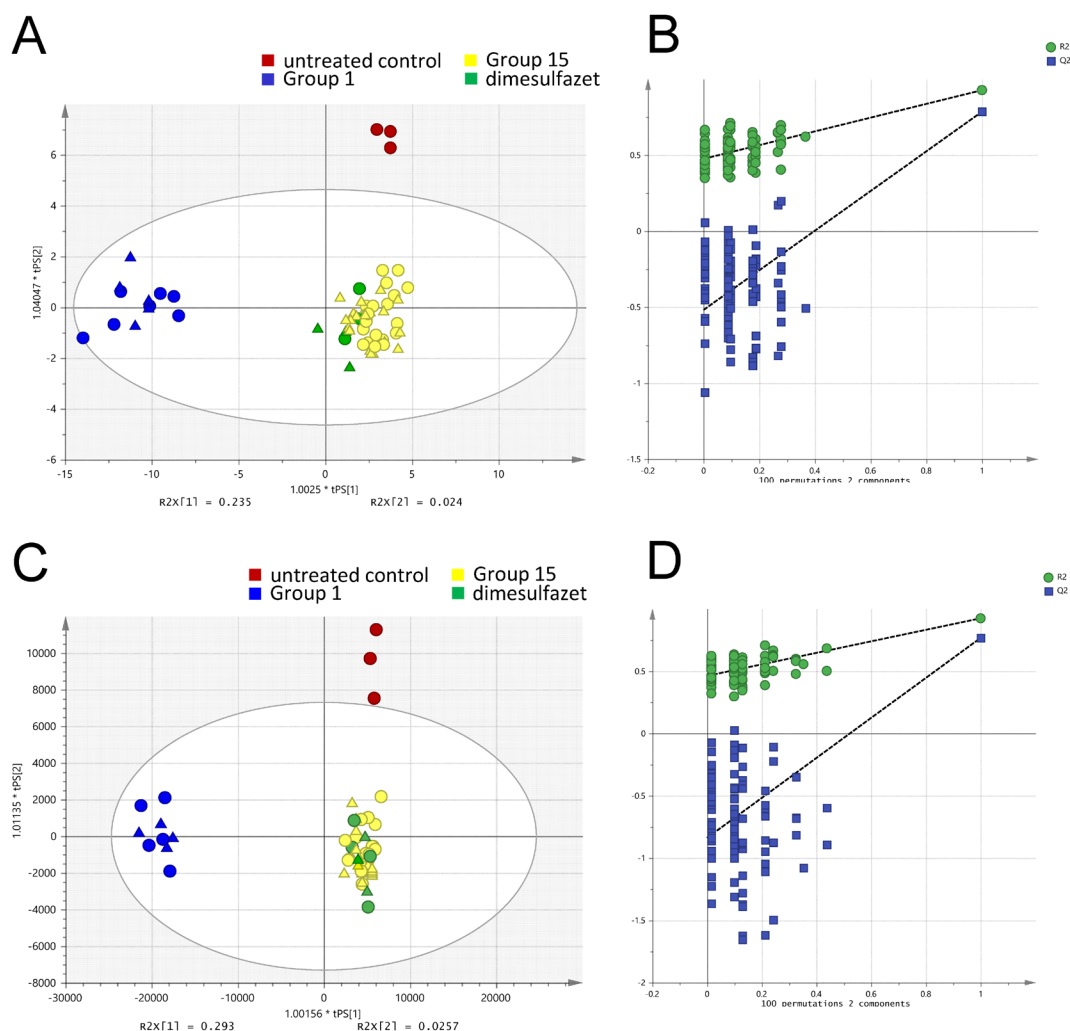 A
untreated control
Group 15
Group 1
dimesulfazet
6
4
2
0
-2
-4
-6
-15
-10
-5
0
5
10
1.04047 * tPS[2]
1.0025 * tPS[1]
R2X[1] = 0.235
R2X[2] = 0.024
B
R2
Q2
0.5
0
-0.5
-1
-1.5
-0.2
0
0.2
0.4
0.6
0.8
1
100 permutations 2 components
C
untreated control
Group 15
Group 1
dimesulfazet
10000
8000
6000
4000
2000
0
-2000
-4000
-6000
-8000
-30000
-20000
-10000
0
10000
20000
1.01135 * tPS[2]
1.00156 * tPS[1]
R2X[1] = 0.293
R2X[2] = 0.0257
D
R2
Q2
0.5
0
-0.5
-1
-1.5
-2
-0.2
0
0.2
0.4
0.6
0.8
1
100 permutations 2 components